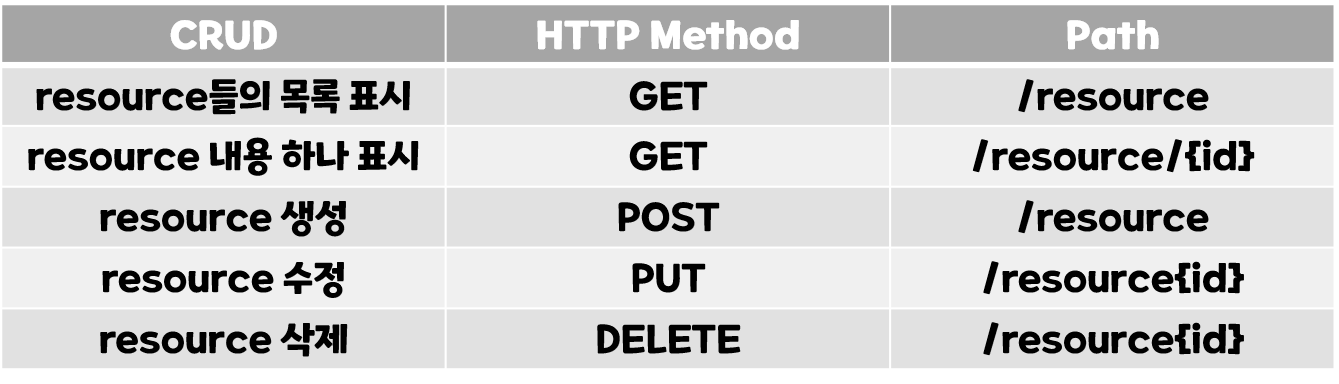 CRUD HTTP Method Path
resource들의 목록 표시 GET /resource
resource 내용 하나 표시 GET /resource/{id}
resource 생성 POST /resource
resource 수정 PUT /resource{id}
resource 삭제 DELETE /resource{id}